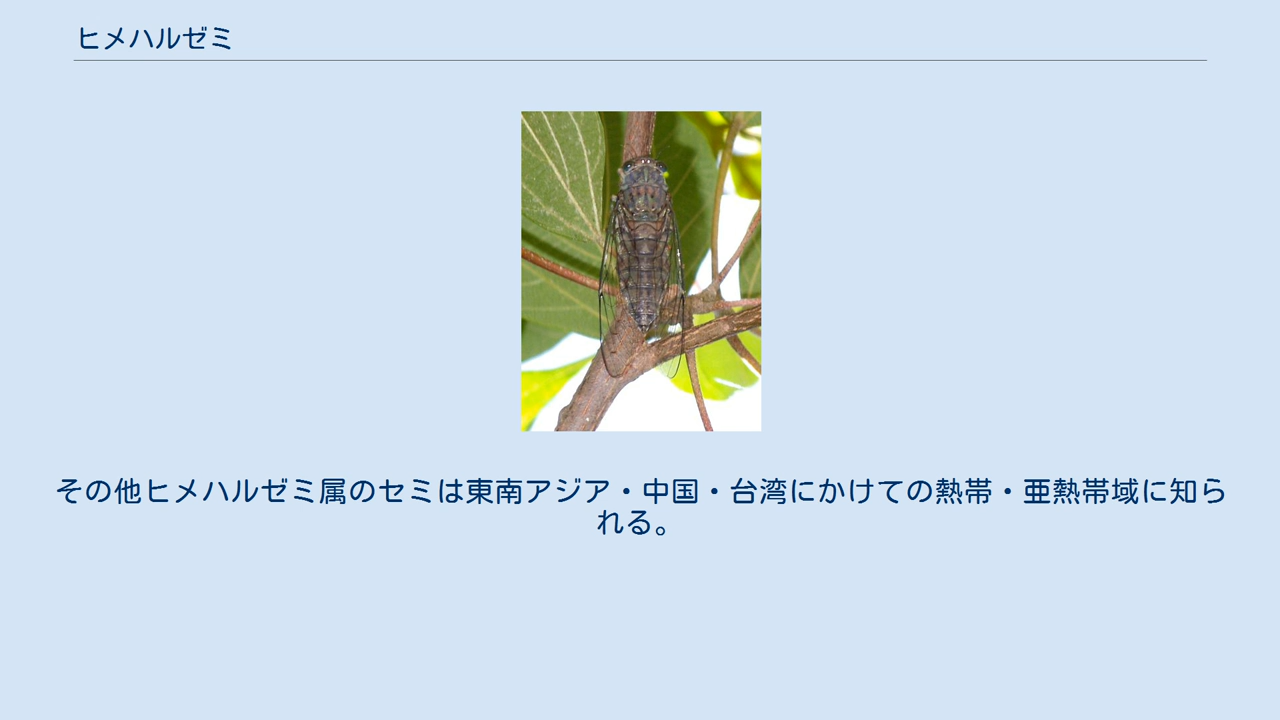 ヒメハルゼミ
その他ヒメハルゼミ属のセミは東南アジア・中国・台湾にかけての熱帯・亜熱帯域に知ら
れる。